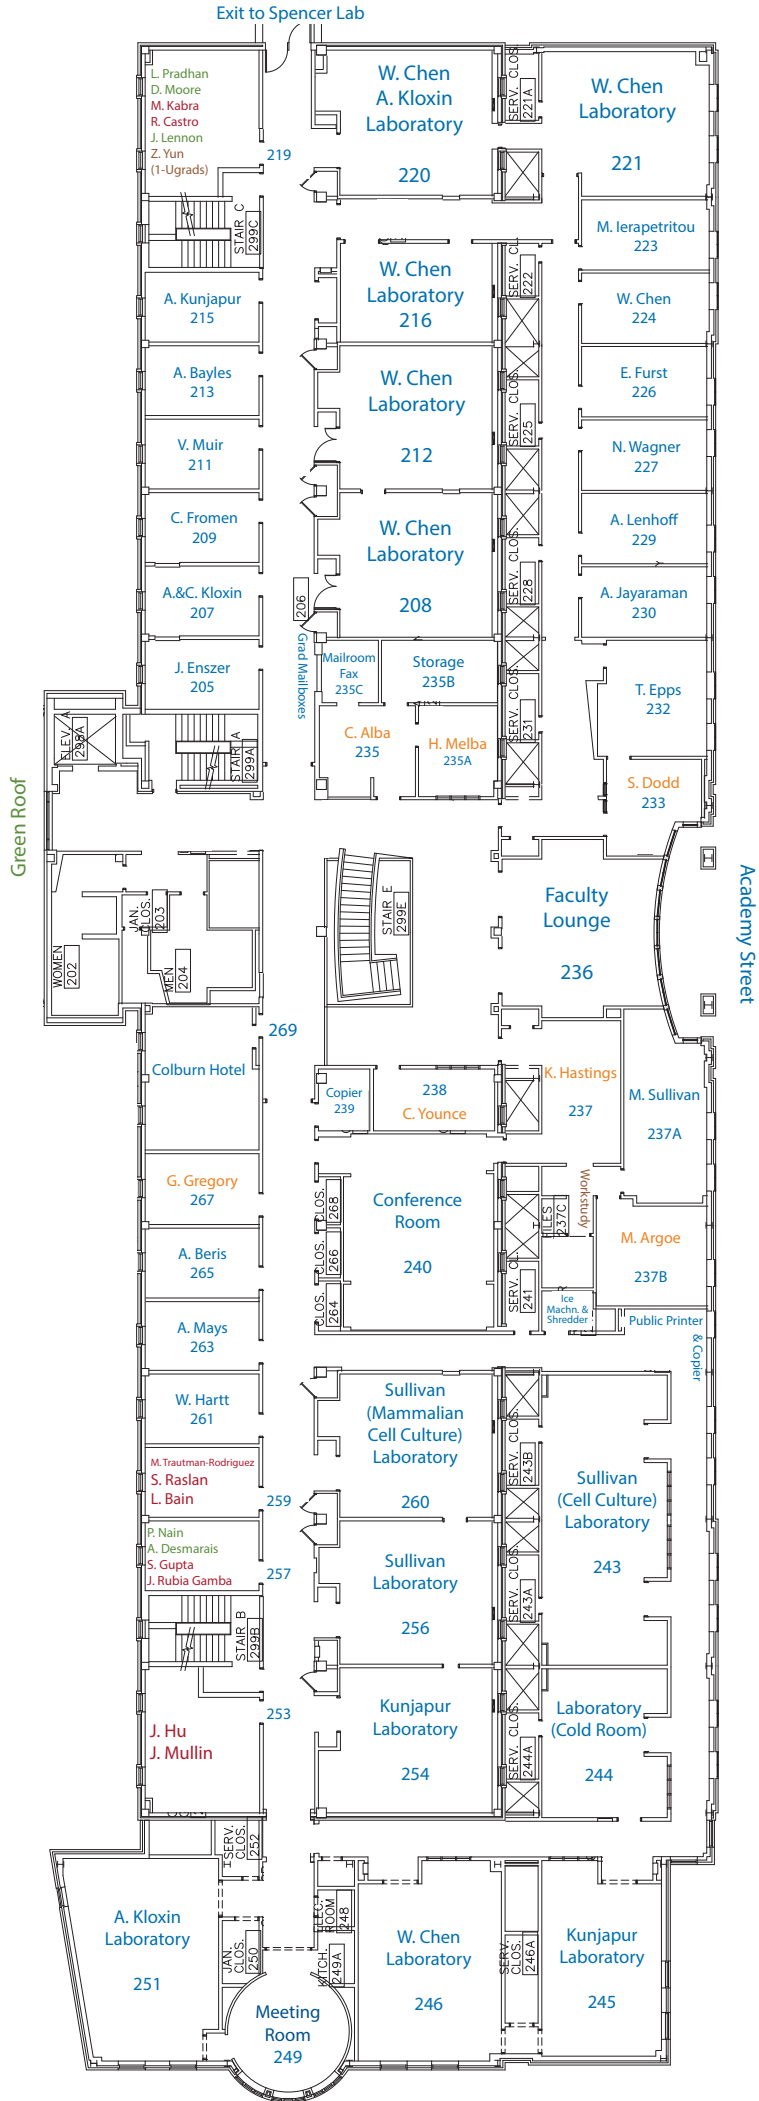 Exit to Spencer Lab
L. Pradhan
D. Moore
M. Kabra
R. Castro
J. Lennon
Z. Yun
(1-Ugrads)
219
W. Chen
A. Kloxin
Laboratory
220
SERV. CLOS.
221A
W. Chen
Laboratory
221
STAIR C
299C
M. Ierapetritou
223
A. Kunjapur
215
W. Chen
Laboratory
216
SERV. CL.
222
W. Chen
224
A. Bayles
213
W. Chen
Laboratory
212
E. Furst
226
SERV. CLOS.
225
V. Muir
211
N. Wagner
227
C. Fromen
209
W. Chen
Laboratory
208
A. Lenhoff
229
SERV. CLOS.
228
A.&C. Kloxin
207
206
A. Jayaraman
230
Grad Mailboxes
J. Enszer
205
Mailroom
Fax
235C
Storage
235B
SERV. CLOS.
231
T. Epps
232
ELEV. A
298A
STAIR A
299A
C. Alba
235
H. Melba
235A
S. Dodd
233
Green Roof
WOMEN
202
JAN.
CLOS.
203
MEN
204
STAIR E
299E
Faculty
Lounge
236
Academy Street
269
Colburn Hotel
Copier
239
238
C. Younce
K. Hastings
237
M. Sullivan
237A
G. Gregory
267
CLOS.
268
Conference
Room
240
Workstudy
FILES
237C
M. Argoe
237B
A. Beris
265
CLOS.
266
SERV. CL.
241
A. Mays
263
CLOS.
264
Ice
Machn. &
Shredder
Public Printer
& Copier
W. Hartt
261
Sullivan
(Mammalian
Cell Culture)
Laboratory
260
SERV. CLOS.
243B
Sullivan
(Cell Culture)
Laboratory
243
M. Trautman-Rodriguez
S. Raslan
L. Bain
259
P. Nain
A. Desmarais
S. Gupta
J. Rubia Gamba
257
Sullivan
Laboratory
256
SERV. CLOS.
243A
STAIR B
299B
J. Hu
J. Mullin
253
Kunjapur
Laboratory
254
SERV. CLOS.
244A
Laboratory
(Cold Room)
244
SERV.
CLOS.
252
A. Kloxin
Laboratory
251
JAN.
CLOS.
250
ELEC.
ROOM
248
KITCH.
249A
W. Chen
Laboratory
246
SERV.
CLOS.
246A
Kunjapur
Laboratory
245
Meeting
Room
249